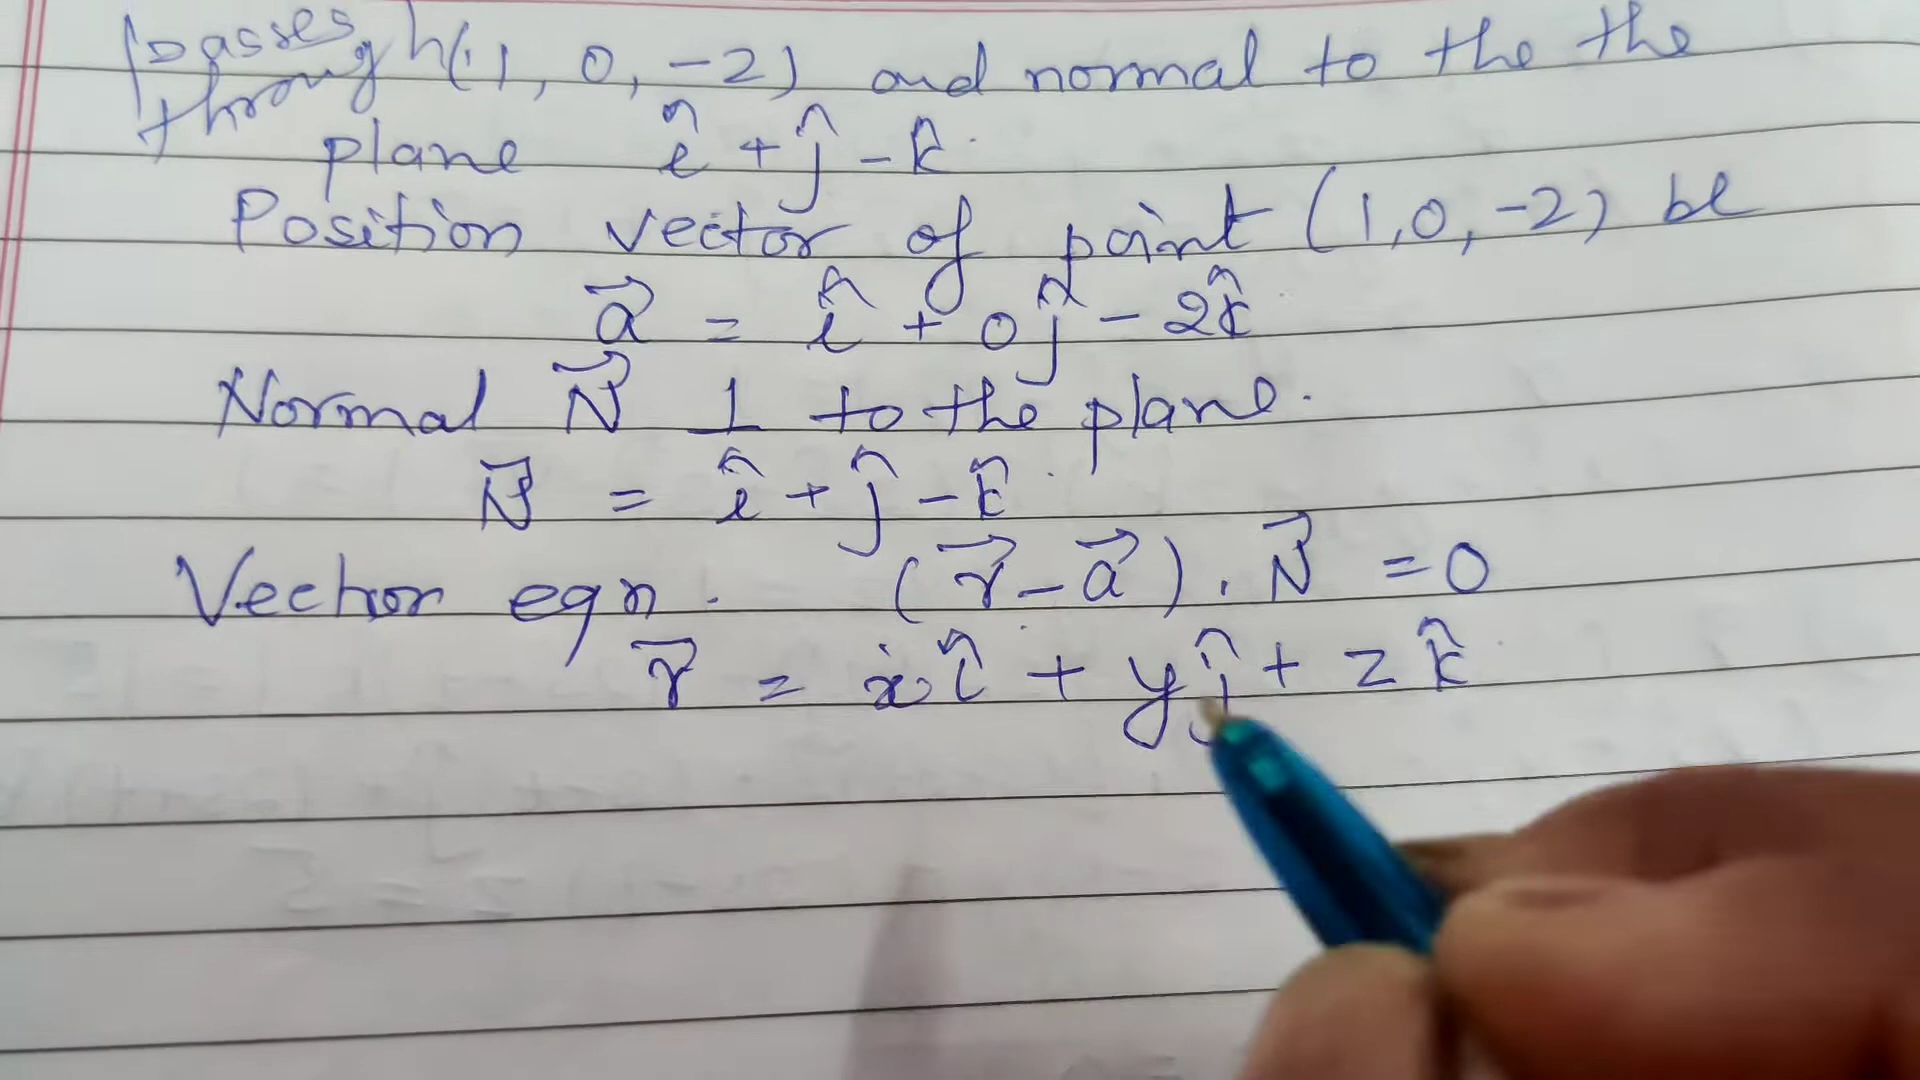 passes
through (1, 0, -2) and normal to the the
plane î + ĵ - k̂.
Position vector of point (1, 0, -2) be
a⃗ = î + 0ĵ - 2k̂
Normal N⃗ ⊥ to the plane.
N⃗ = î + ĵ - k̂.
Vector eqn. (r⃗ - a⃗) . N⃗ = 0
r⃗ = xî + yĵ + zk̂